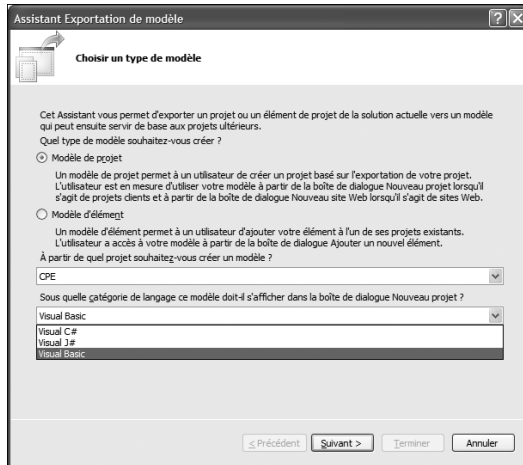 Assistant Exportation de modèle
Choisir un type de modèle
Cet Assistant vous permet d'exporter un projet ou un élément de projet de la solution actuelle vers un modèle
qui peut ensuite servir de base aux projets ultérieurs.
Quel type de modèle souhaitez-vous créer ?
Modèle de projet
Un modèle de projet permet à un utilisateur de créer un projet basé sur l'exportation de votre projet.
L'utilisateur est en mesure d'utiliser votre modèle à partir de la boîte de dialogue Nouveau projet lorsqu'il
s'agit de projets clients et à partir de la boîte de dialogue Nouveau site Web lorsqu'il s'agit de sites Web.
Modèle d'élément
Un modèle d'élément permet à un utilisateur d'ajouter votre élément à l'un de ses projets existants.
L'utilisateur a accès à votre modèle à partir de la boîte de dialogue Ajouter un nouvel élément.
À partir de quel projet souhaitez-vous créer un modèle ?
CPE
Sous quelle catégorie de langage ce modèle doit-il s'afficher dans la boîte de dialogue Nouveau projet ?
Visual Basic
Visual C#
Visual J#
Visual Basic
< Précédent Suivant > Terminer Annuler